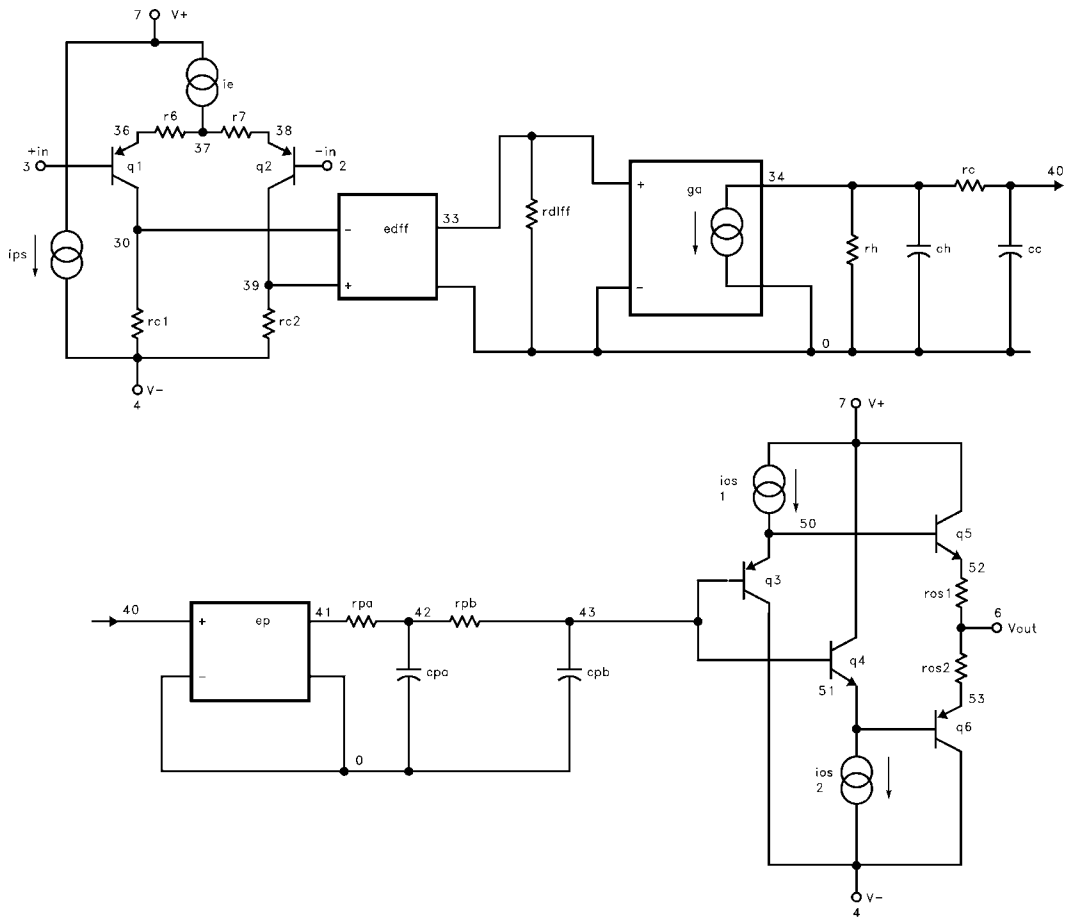 7 V+
ie
36 r6 r7 38
37
+in
3 q1 q2 -in
2
33 34 rc 40
+ ga
rdiff
- edff
30
ips rh ch cc
39 + -
rc1 rc2
0
V-
4
7 V+
ios
1
50
q5
q3 52
ros1
40 41 rpa 42 rpb 43 6
+ ep Vout
q4
ros2
- cpa cpb 51
53
q6
0
ios
2
V-
4